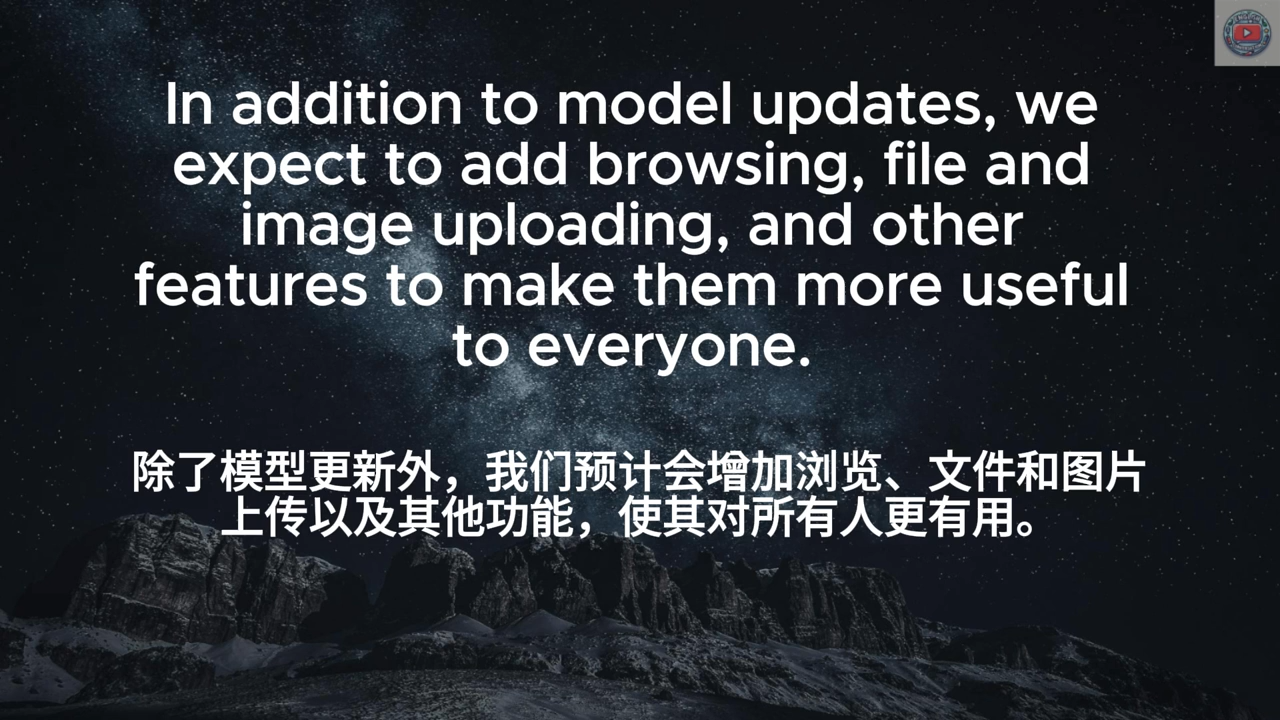 In addition to model updates, we
expect to add browsing, file and
image uploading, and other
features to make them more useful
to everyone.
除了模型更新外，我们预计会增加浏览、文件和图片
上传以及其他功能，使其对所有人更有用。